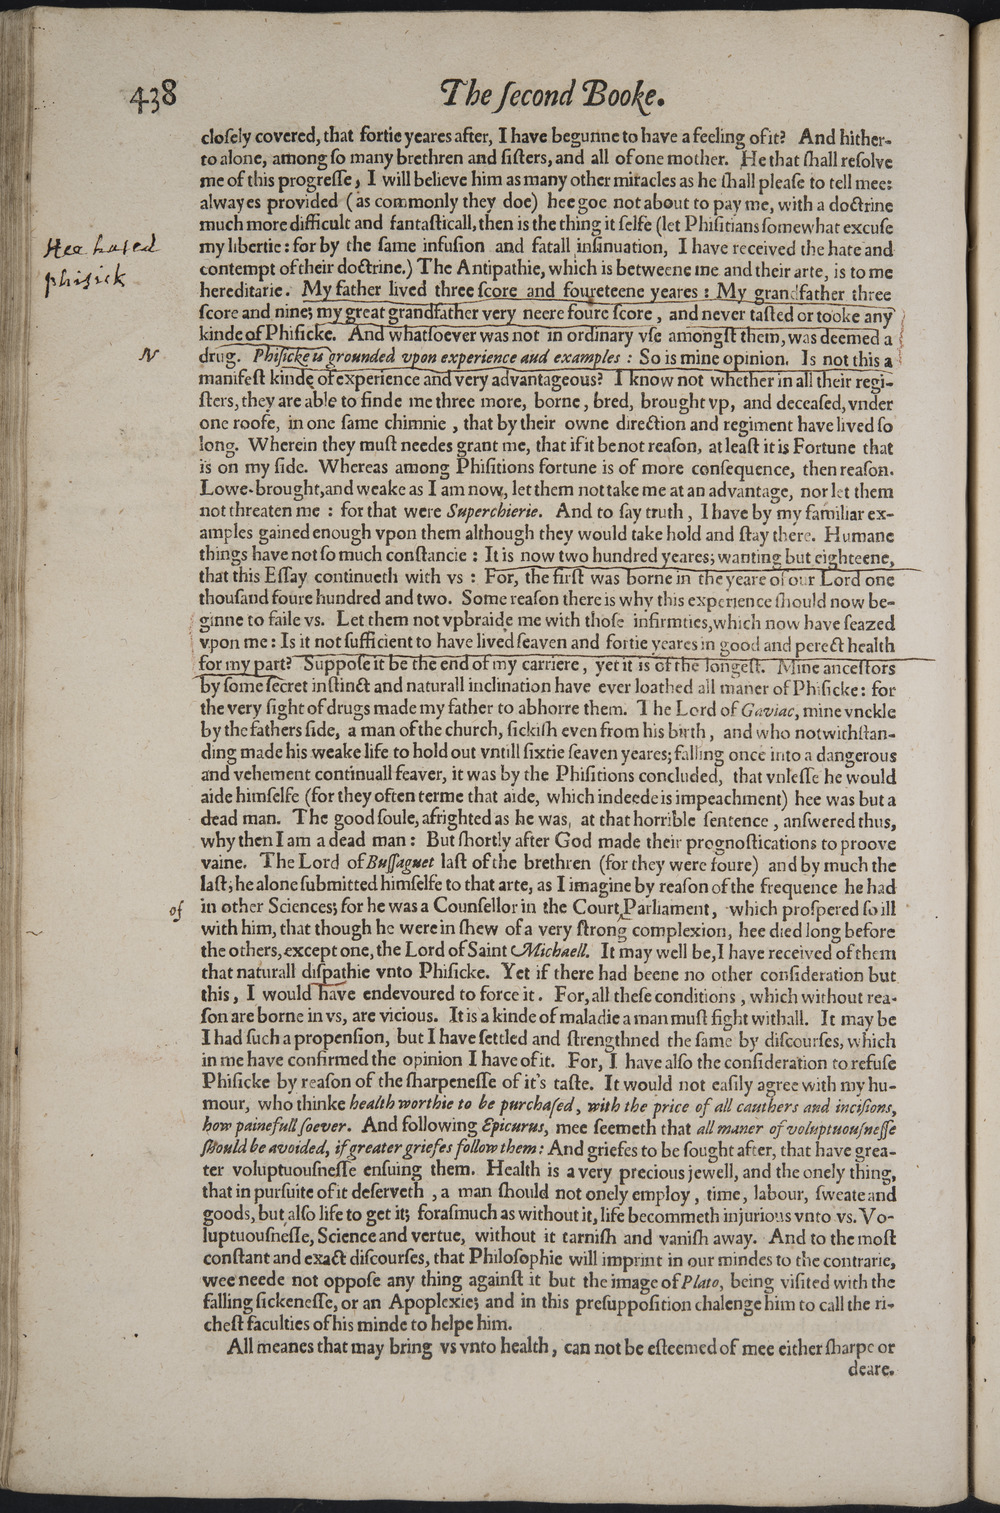 438
The ſecond Booke.
cloſely covered, that fortie yeares after, I have begunne to have a feeling of it? And hither-
to alone, among ſo many brethren and ſiſters, and all of one mother. He that ſhall reſolve
me of this progreſſe, I will believe him as many other miracles as he ſhall pleaſe to tell mee:
alwayes provided (as commonly they doe) hee goe not about to pay me, with a doctrine
much more difficult and fantaſticall, then is the thing it ſelfe (let Phiſitians ſomewhat excuſe
Hee hated
my libertie: for by the ſame infuſion and fatall inſinuation, I have received the hate and
phiſick
contempt of their doctrine.) The Antipathie, which is betweene me and their arte, is to me
hereditarie. My father lived three ſcore and foureteene yeares: My grandfather three
ſcore and nine; my great grandfather very neere foure ſcore, and never taſted or tooke any
kinde of Phiſicke. And whatſoever was not in ordinary vſe amongſt them, was deemed a
N
drug. Phiſicke is grounded vpon experience and examples: So is mine opinion. Is not this a
manifeſt kinde of experience and very advantageous? I know not whether in all their regi-
ſters, they are able to finde me three more, borne, bred, brought vp, and deceaſed, vnder
one roofe, in one ſame chimnie, that by their owne direction and regiment have lived ſo
long. Wherein they muſt needes grant me, that if it be not reaſon, at leaſt it is Fortune that
is on my ſide. Whereas among Phiſitions fortune is of more conſequence, then reaſon.
Lowe-brought, and weake as I am now, let them not take me at an advantage, nor let them
not threaten me: for that were Superchierie. And to ſay truth, I have by my familiar ex-
amples gained enough vpon them although they would take hold and ſtay there. Humane
things have not ſo much conſtancie: It is now two hundred yeares; wanting but eighteene,
that this Eſſay continueth with vs: For, the firſt was borne in the yeare of our Lord one
thouſand foure hundred and two. Some reaſon there is why this experience ſhould now be-
ginne to faile vs. Let them not vpbraide me with thoſe infirmties, which now have ſeazed
vpon me: Is it not ſufficient to have lived ſeaven and fortie yeares in good and perect health
for my part? Suppoſe it be the end of my carriere, yet it is of the longeſt. Mine anceſtors
by ſome ſecret inſtinct and naturall inclination have ever loathed all maner of Phiſicke: for
the very ſight of drugs made my father to abhorre them. The Lord of Gaviac, mine vnckle
by the fathers ſide, a man of the church, ſickiſh even from his birth, and who notwithſtan-
ding made his weake life to hold out vntill ſixtie ſeaven yeares; falling once into a dangerous
and vehement continuall feaver, it was by the Phiſitions concluded, that vnleſſe he would
aide himſelfe (for they often terme that aide, which indeede is impeachment) hee was but a
dead man. The good ſoule, afrighted as he was, at that horrible ſentence, anſwered thus,
why then I am a dead man: But ſhortly after God made their prognoſtications to proove
vaine. The Lord of Buſſaguet laſt of the brethren (for they were foure) and by much the
laſt; he alone ſubmitted himſelfe to that arte, as I imagine by reaſon of the frequence he had
of
in other Sciences; for he was a Counſellor in the Court Parliament, which proſpered ſo ill
with him, that though he were in ſhew of a very ſtrong complexion, hee died long before
the others, except one, the Lord of Saint Michaell. It may well be, I have received of them
that naturall diſpathie vnto Phiſicke. Yet if there had beene no other conſideration but
this, I would have endevoured to force it. For, all theſe conditions, which without rea-
ſon are borne in vs, are vicious. It is a kinde of maladie a man muſt fight withall. It may be
I had ſuch a propenſion, but I have ſettled and ſtrengthned the ſame by diſcourſes, which
in me have confirmed the opinion I have of it. For, I have alſo the conſideration to refuſe
Phiſicke by reaſon of the ſharpeneſſe of it's taſte. It would not eaſily agree with my hu-
mour, who thinke health worthie to be purchaſed, with the price of all cauthers and inciſions,
how painefull ſoever. And following Epicurus, mee ſeemeth that all maner of voluptuouſneſſe
ſhould be avoided, if greater griefes follow them: And griefes to be ſought after, that have grea-
ter voluptuouſneſſe enſuing them. Health is a very precious jewell, and the onely thing,
that in purſuite of it deſerveth, a man ſhould not onely employ, time, labour, ſweate and
goods, but alſo life to get it; foraſmuch as without it, life becommeth injurious vnto vs. Vo-
luptuouſneſſe, Science and vertue, without it tarniſh and vaniſh away. And to the moſt
conſtant and exact diſcourſes, that Philoſophie will imprint in our mindes to the contrarie,
wee neede not oppoſe any thing againſt it but the image of Plato, being viſited with the
falling ſickeneſſe, or an Apoplexie; and in this preſuppoſition chalenge him to call the ri-
cheſt faculties of his minde to helpe him.
All meanes that may bring vs vnto health, can not be eſteemed of mee either ſharpe or
deare.